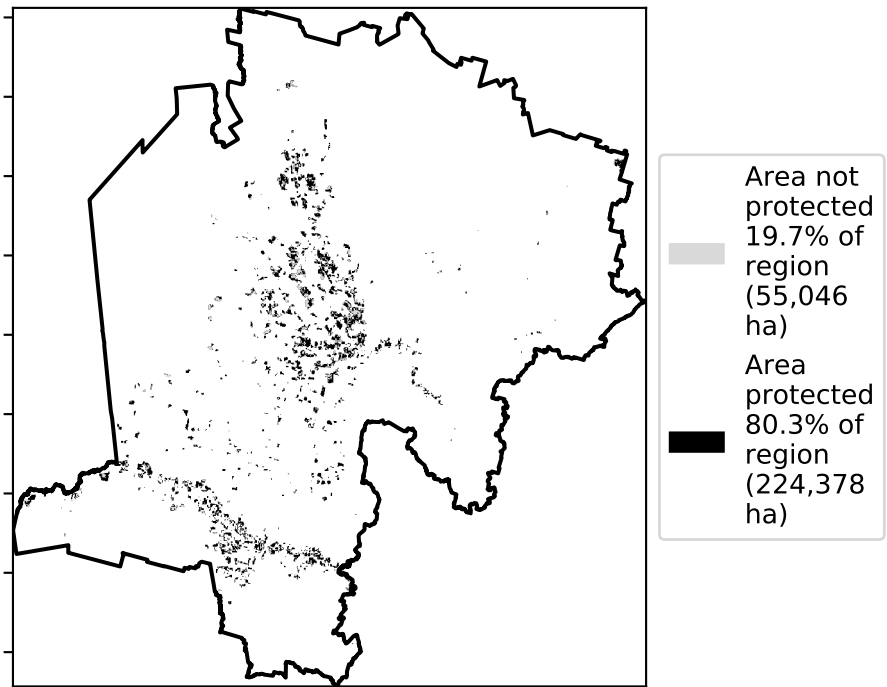 Area not
protected
19.7% of
region
(55,046
ha)
Area
protected
80.3% of
region
(224,378
ha)